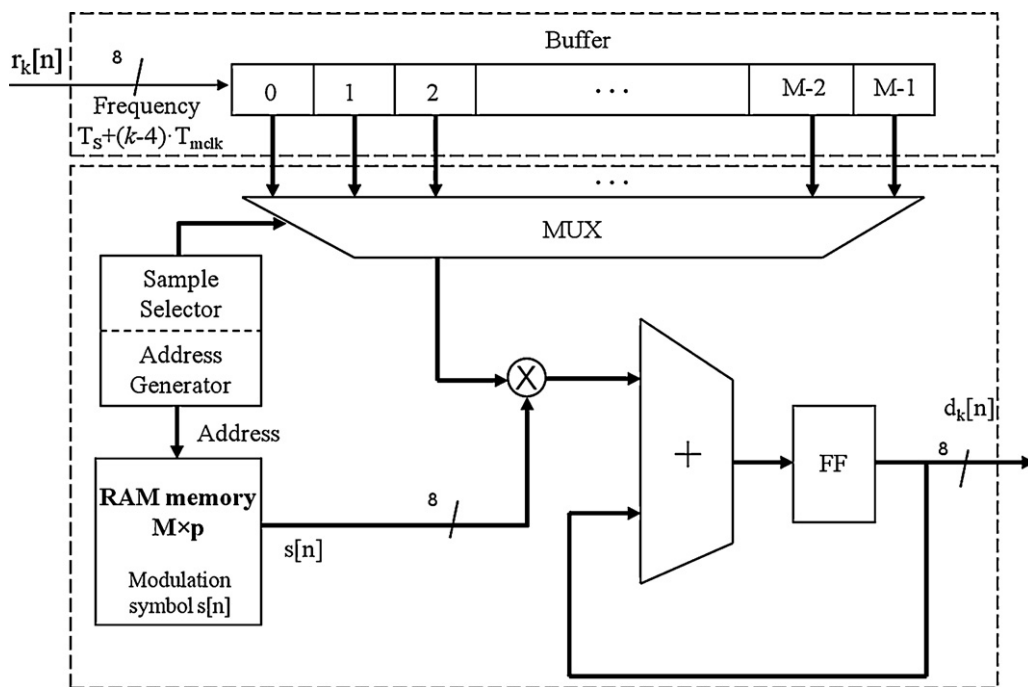 Buffer
r_k[n]
8
0 1 2 ... M-2 M-1
Frequency
T_S+(k-4)·T_mclk
...
MUX
Sample
Selector
Address
Generator
Address
RAM memory
M×p
Modulation
symbol s[n]
8
s[n]
X
+
FF
8
d_k[n]